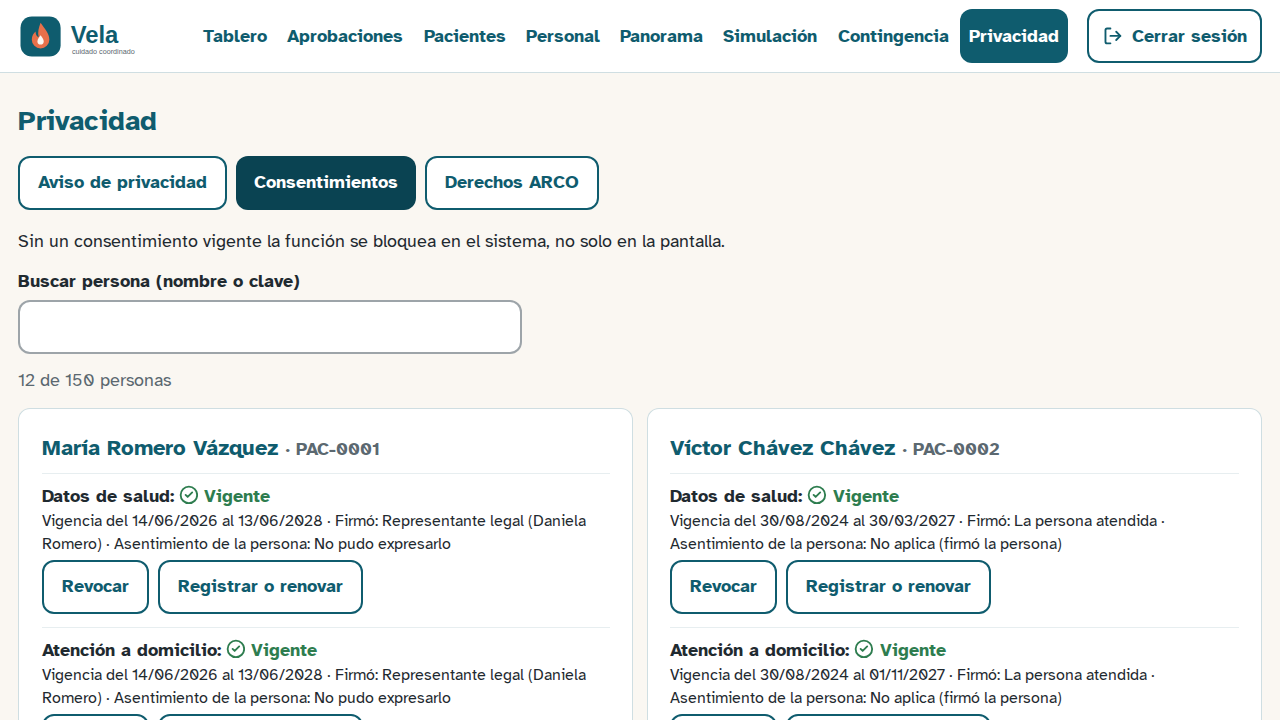 Vela
cuidado coordinado
Tablero
Aprobaciones
Pacientes
Personal
Panorama
Simulación
Contingencia
Privacidad
Cerrar sesión
Privacidad
Aviso de privacidad
Consentimientos
Derechos ARCO
Sin un consentimiento vigente la función se bloquea en el sistema, no solo en la pantalla.
Buscar persona (nombre o clave)
12 de 150 personas
María Romero Vázquez · PAC-0001
Datos de salud: Vigente
Vigencia del 14/06/2026 al 13/06/2028 · Firmó: Representante legal (Daniela
Romero) · Asentimiento de la persona: No pudo expresarlo
Revocar
Registrar o renovar
Atención a domicilio: Vigente
Vigencia del 14/06/2026 al 13/06/2028 · Firmó: Representante legal (Daniela
Romero) · Asentimiento de la persona: No pudo expresarlo
Víctor Chávez Chávez · PAC-0002
Datos de salud: Vigente
Vigencia del 30/08/2024 al 30/03/2027 · Firmó: La persona atendida ·
Asentimiento de la persona: No aplica (firmó la persona)
Revocar
Registrar o renovar
Atención a domicilio: Vigente
Vigencia del 30/08/2024 al 01/11/2027 · Firmó: La persona atendida ·
Asentimiento de la persona: No aplica (firmó la persona)